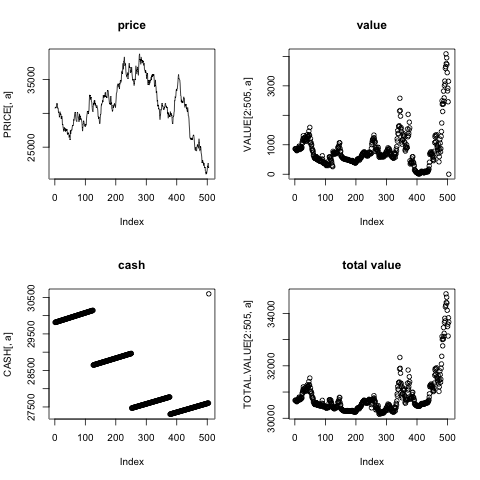 price
PRICE[, a]
25000 35000
0 100 200 300 400 500
Index
value
VALUE[2:505, a]
0 1000 3000
0 100 200 300 400 500
Index
cash
CASH[, a]
27500 28500 29500 30500
0 100 200 300 400 500
Index
total value
TOTAL.VALUE[2:505, a]
30000 32000 34000
0 100 200 300 400 500
Index